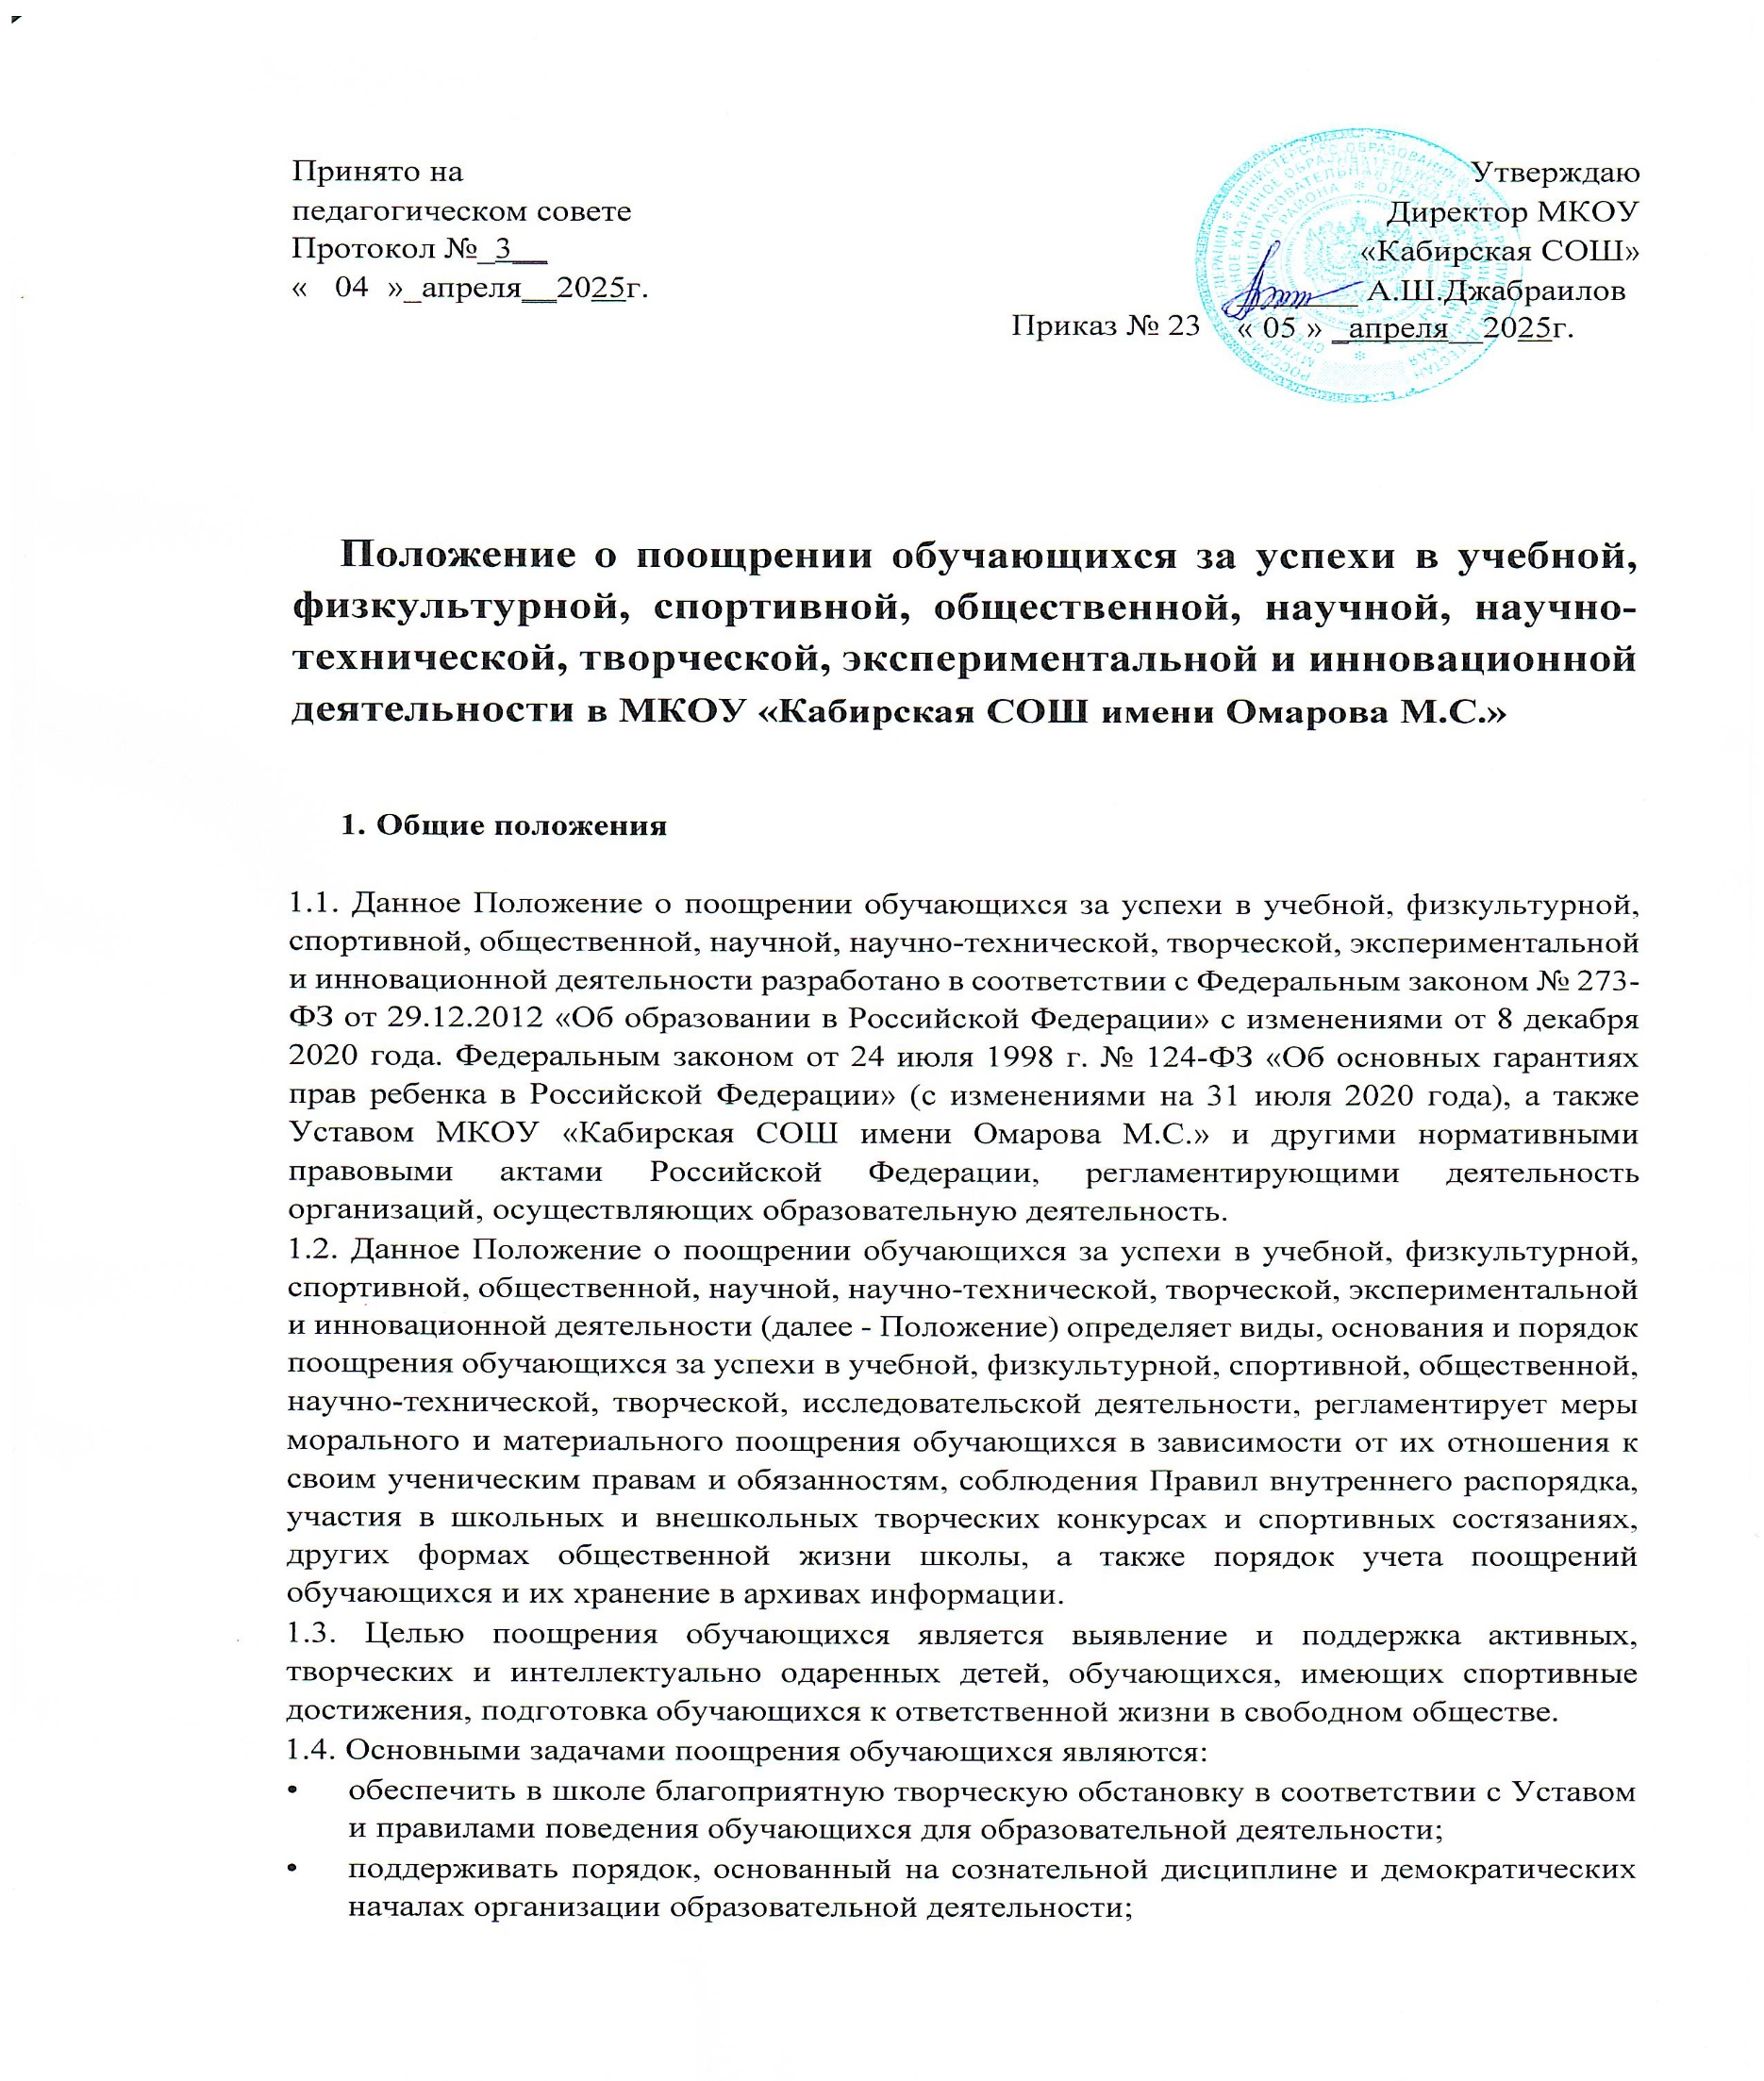 Принято на
педагогическом совете
Протокол №_3__
« 04 »_апреля__2025г.
Утверждаю
Директор МКОУ
«Кабирская СОШ»
________ А.Ш.Джабраилов
Приказ № 23 « 05 » _апреля__2025г.
Положение о поощрении обучающихся за успехи в учебной,
физкультурной, спортивной, общественной, научной, научно-
технической, творческой, экспериментальной и инновационной
деятельности в МКОУ «Кабирская СОШ имени Омарова М.С.»
1. Общие положения
1.1. Данное Положение о поощрении обучающихся за успехи в учебной, физкультурной,
спортивной, общественной, научной, научно-технической, творческой, экспериментальной
и инновационной деятельности разработано в соответствии с Федеральным законом № 273-
ФЗ от 29.12.2012 «Об образовании в Российской Федерации» с изменениями от 8 декабря
2020 года. Федеральным законом от 24 июля 1998 г. № 124-ФЗ «Об основных гарантиях
прав ребенка в Российской Федерации» (с изменениями на 31 июля 2020 года), а также
Уставом МКОУ «Кабирская СОШ имени Омарова М.С.» и другими нормативными
правовыми актами Российской Федерации, регламентирующими деятельность
организаций, осуществляющих образовательную деятельность.
1.2. Данное Положение о поощрении обучающихся за успехи в учебной, физкультурной,
спортивной, общественной, научной, научно-технической, творческой, экспериментальной
и инновационной деятельности (далее - Положение) определяет виды, основания и порядок
поощрения обучающихся за успехи в учебной, физкультурной, спортивной, общественной,
научно-технической, творческой, исследовательской деятельности, регламентирует меры
морального и материального поощрения обучающихся в зависимости от их отношения к
своим ученическим правам и обязанностям, соблюдения Правил внутреннего распорядка,
участия в школьных и внешкольных творческих конкурсах и спортивных состязаниях,
других формах общественной жизни школы, а также порядок учета поощрений
обучающихся и их хранение в архивах информации.
1.3. Целью поощрения обучающихся является выявление и поддержка активных,
творческих и интеллектуально одаренных детей, обучающихся, имеющих спортивные
достижения, подготовка обучающихся к ответственной жизни в свободном обществе.
1.4. Основными задачами поощрения обучающихся являются:
• обеспечить в школе благоприятную творческую обстановку в соответствии с Уставом
и правилами поведения обучающихся для образовательной деятельности;
• поддерживать порядок, основанный на сознательной дисциплине и демократических
началах организации образовательной деятельности;